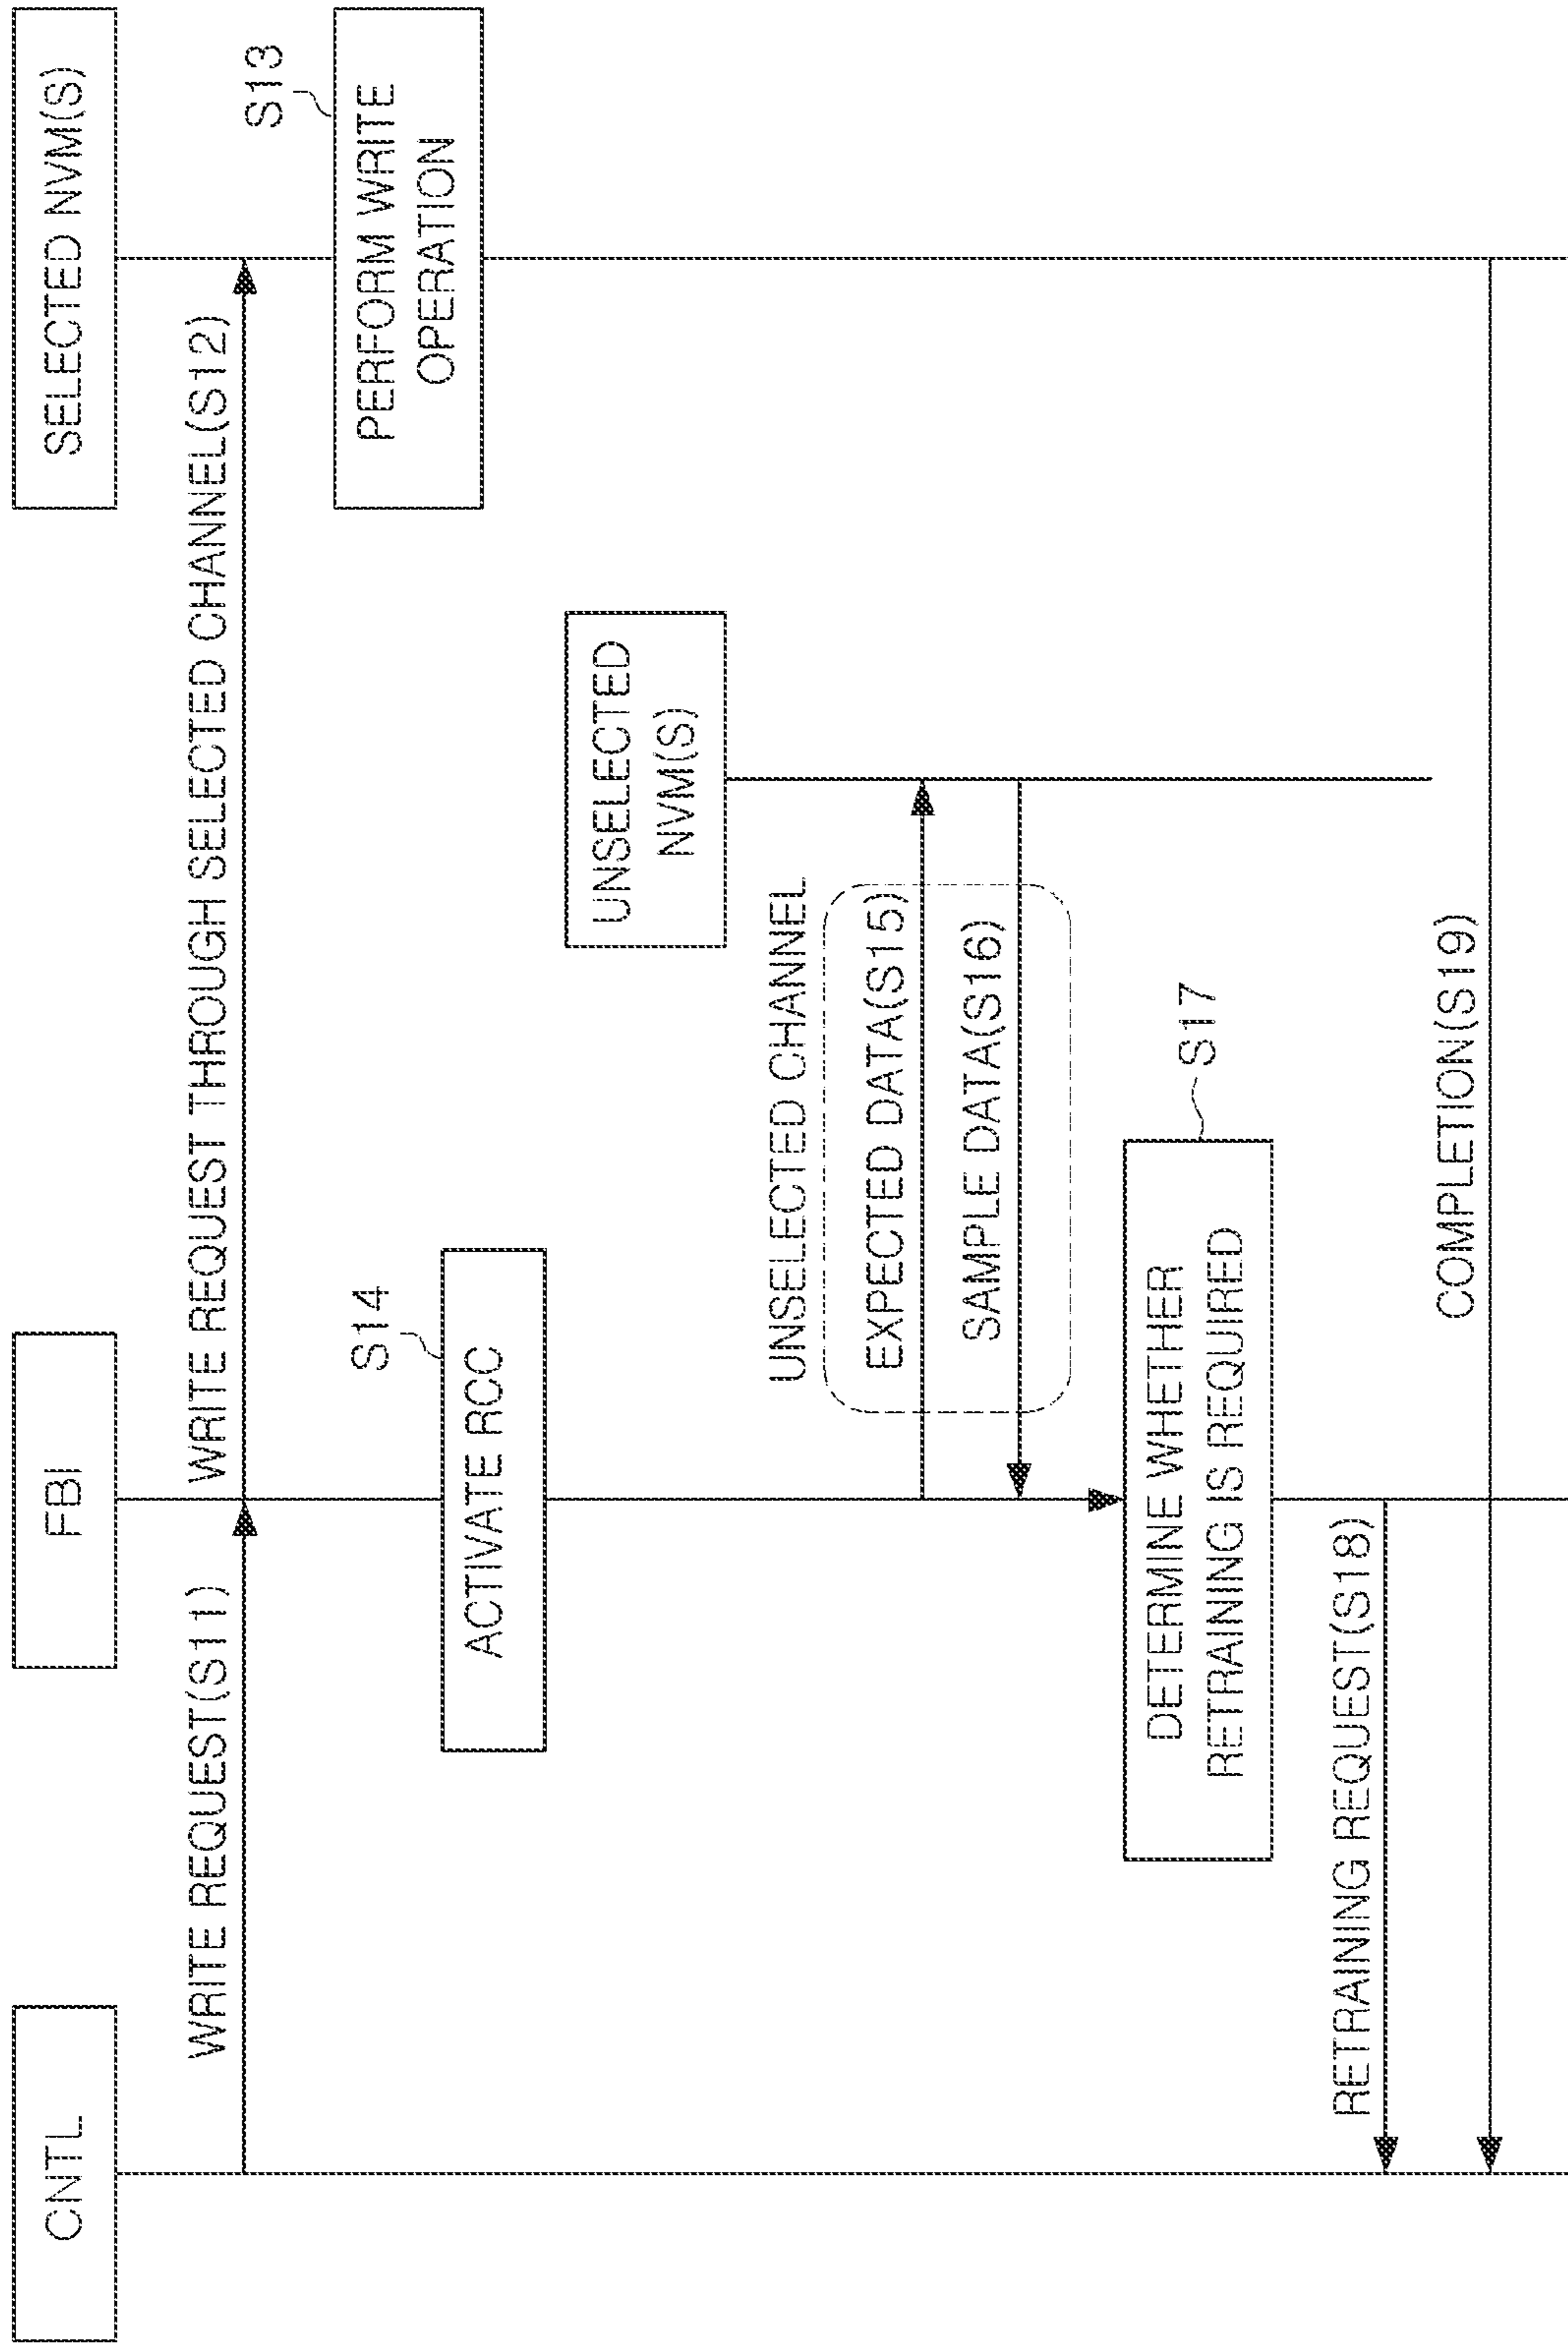 CNTL
FBI
SELECTED NVM(S)
WRITE REQUEST(S11)
WRITE REQUEST THROUGH SELECTED CHANNEL(S12)
S13
PERFORM WRITE
OPERATION
S14
ACTIVATE RCC
UNSELECTED
NVM(S)
UNSELECTED CHANNEL
EXPECTED DATA(S15)
SAMPLE DATA(S16)
S17
DETERMINE WHETHER
RETRAINING IS REQUIRED
RETRAINING REQUEST(S18)
COMPLETION(S19)